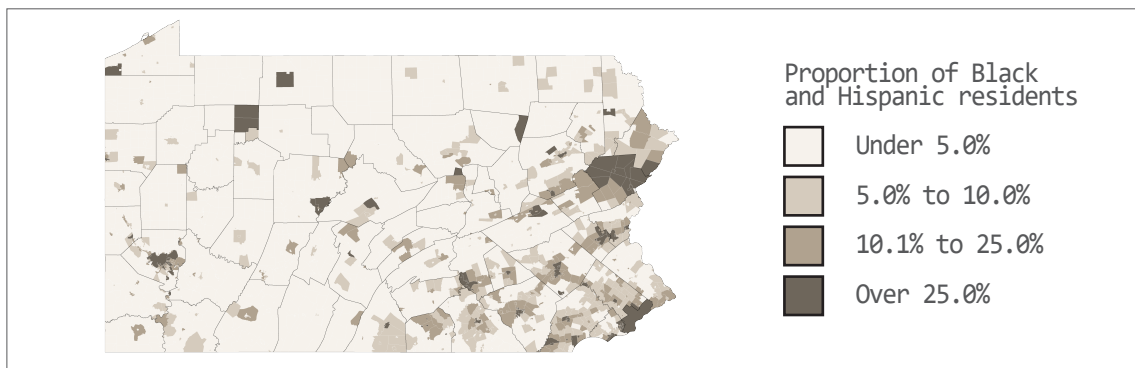 Proportion of Black
and Hispanic residents
Under 5.0%
5.0% to 10.0%
10.1% to 25.0%
Over 25.0%